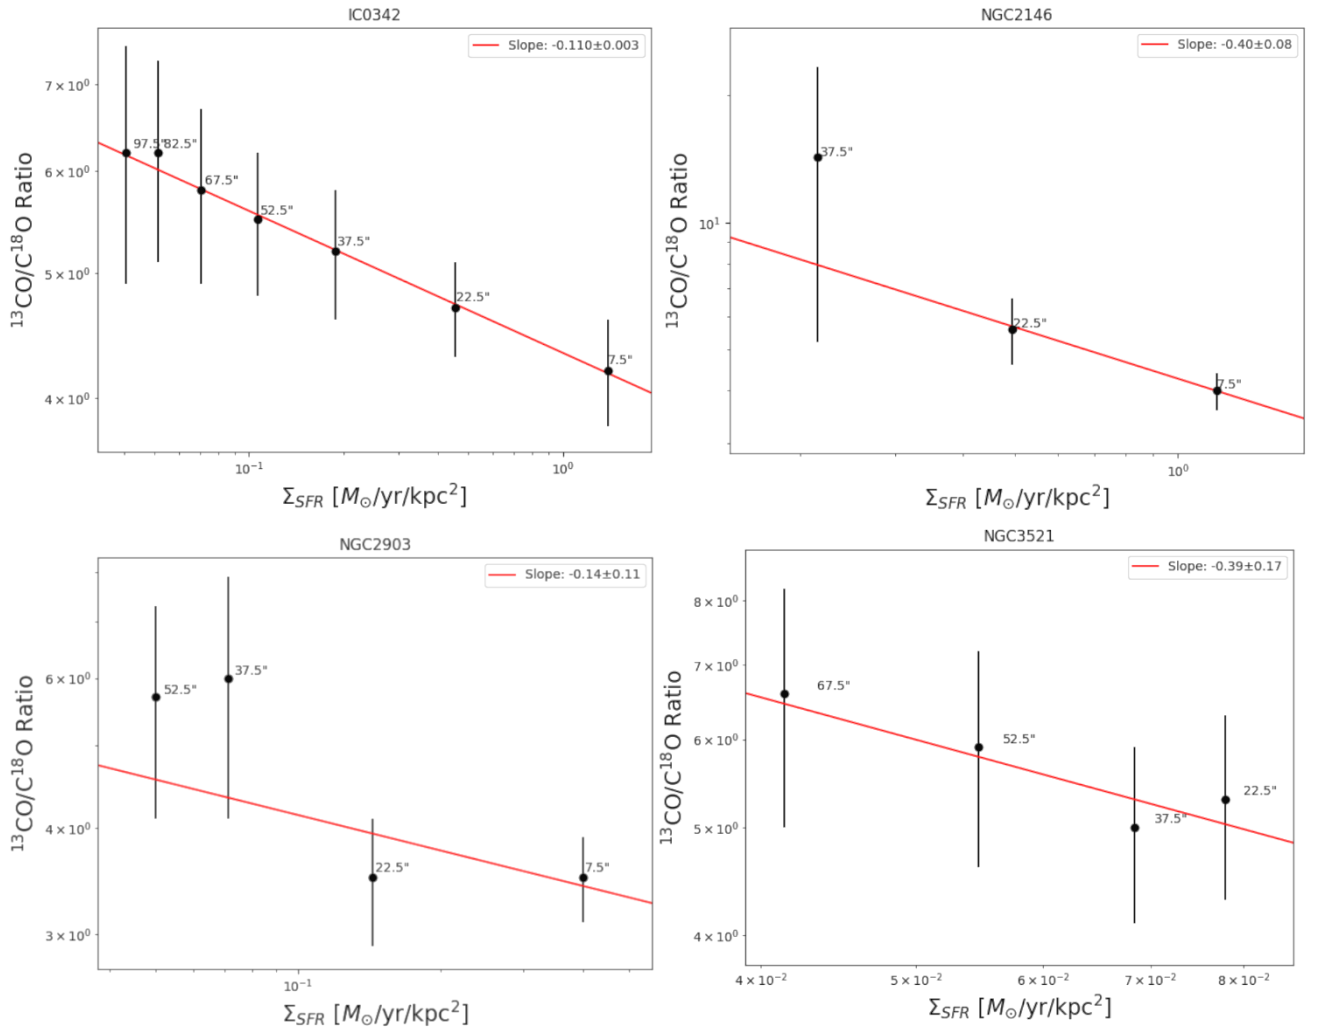 IC0342
Slope: -0.110±0.003
¹³CO/C¹⁸O Ratio
7 × 10⁰
6 × 10⁰
5 × 10⁰
4 × 10⁰
97.5"
82.5"
67.5"
52.5"
37.5"
22.5"
7.5"
10⁻¹
10⁰
Σ_SFR [M⊙/yr/kpc²]
NGC2146
Slope: -0.40±0.08
¹³CO/C¹⁸O Ratio
10¹
37.5"
22.5"
7.5"
10⁰
Σ_SFR [M⊙/yr/kpc²]
NGC2903
Slope: -0.14±0.11
¹³CO/C¹⁸O Ratio
6 × 10⁰
4 × 10⁰
3 × 10⁰
52.5"
37.5"
22.5"
7.5"
10⁻¹
Σ_SFR [M⊙/yr/kpc²]
NGC3521
Slope: -0.39±0.17
¹³CO/C¹⁸O Ratio
8 × 10⁰
7 × 10⁰
6 × 10⁰
5 × 10⁰
4 × 10⁰
67.5"
52.5"
37.5"
22.5"
4 × 10⁻² 5 × 10⁻² 6 × 10⁻² 7 × 10⁻² 8 × 10⁻²
Σ_SFR [M⊙/yr/kpc²]